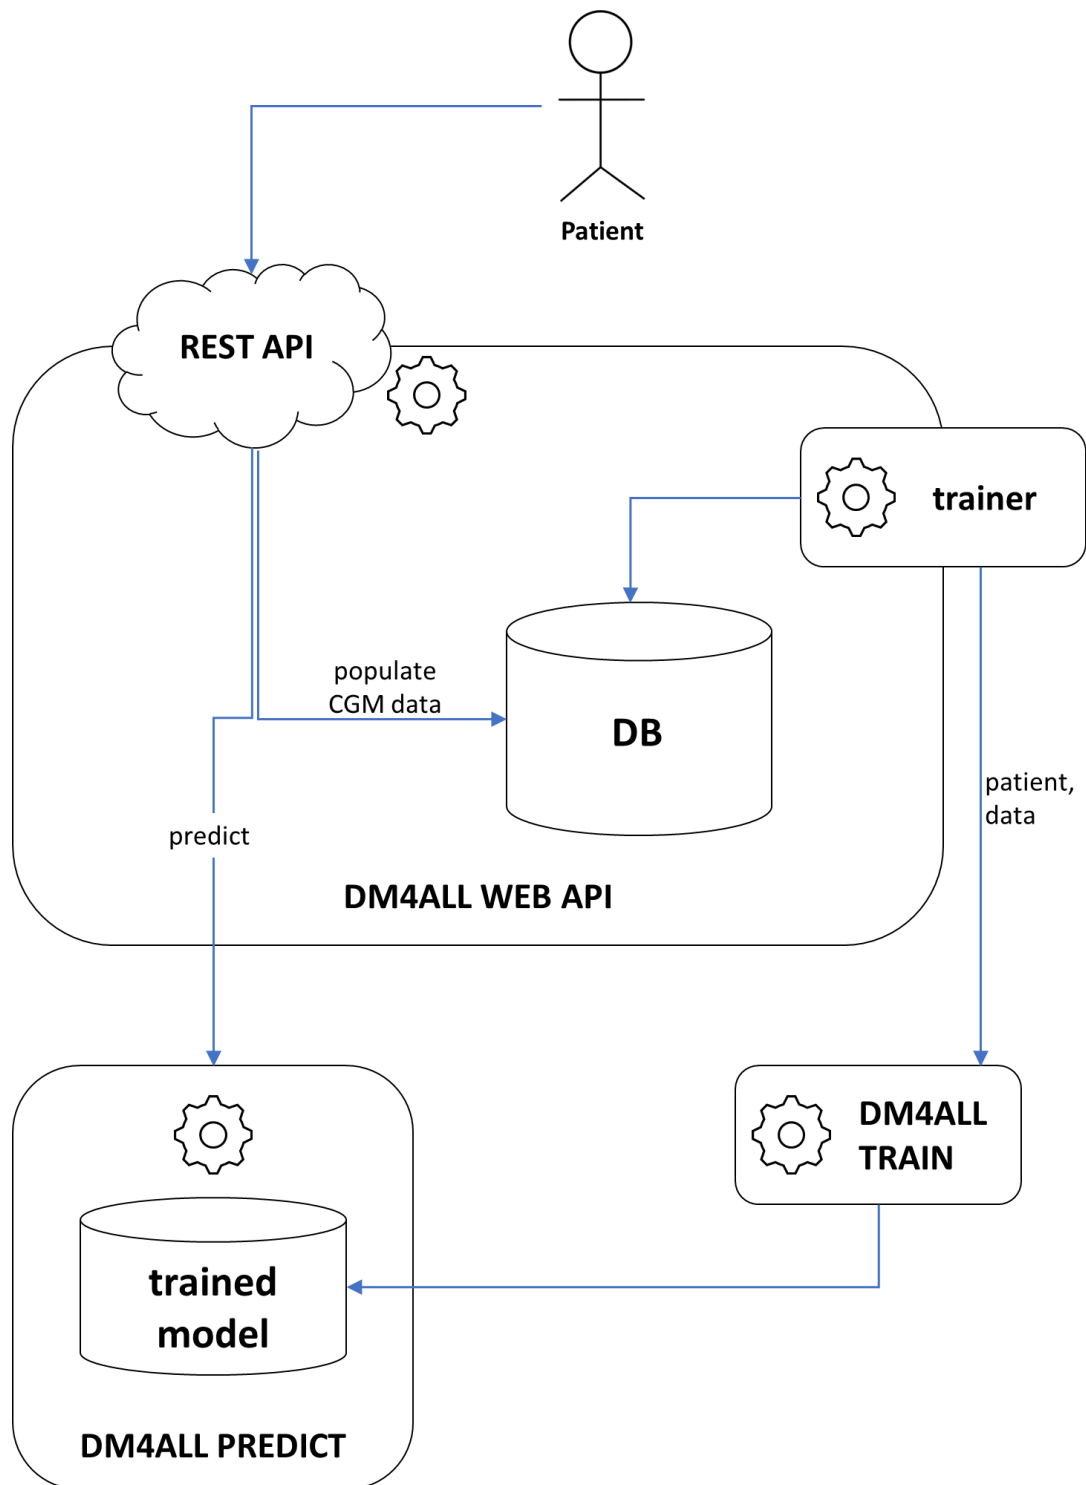 Patient
REST API
trainer
populate
CGM data
DB
patient,
data
predict
DM4ALL WEB API
DM4ALL
TRAIN
trained
model
DM4ALL PREDICT